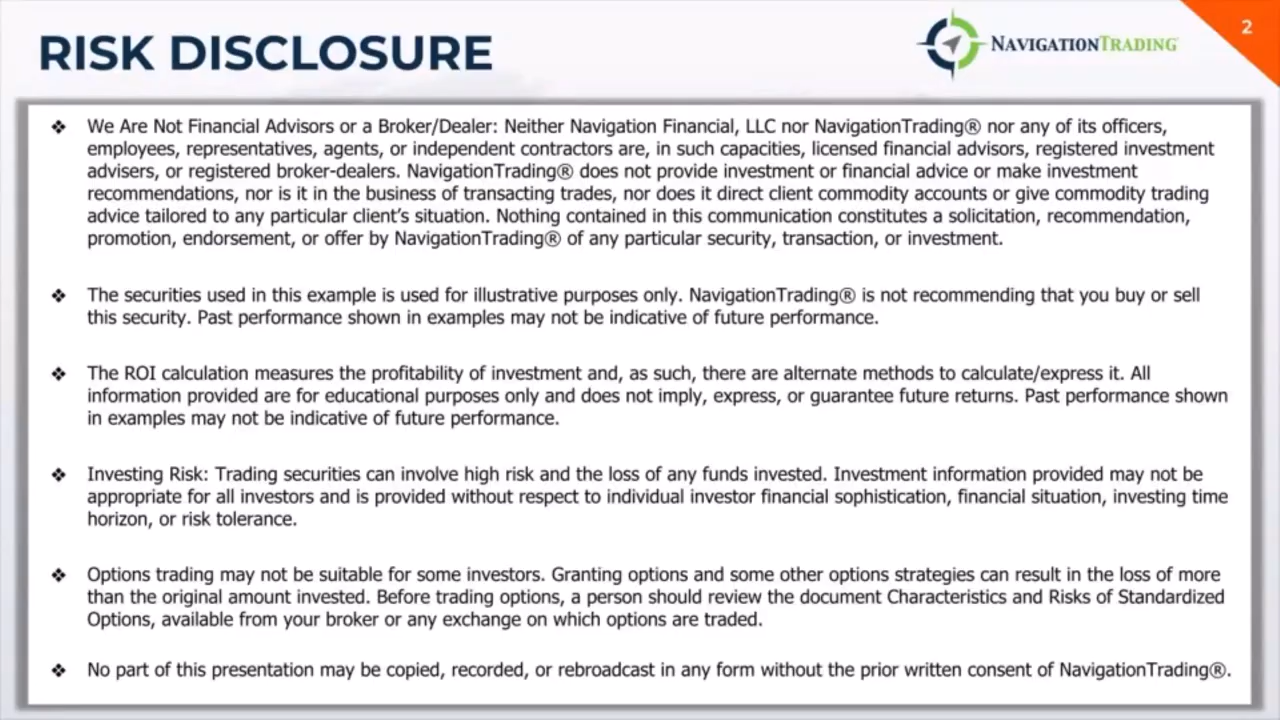 RISK DISCLOSURE
NAVIGATIONTRADING
2
❖ We Are Not Financial Advisors or a Broker/Dealer: Neither Navigation Financial, LLC nor NavigationTrading® nor any of its officers,
employees, representatives, agents, or independent contractors are, in such capacities, licensed financial advisors, registered investment
advisers, or registered broker-dealers. NavigationTrading® does not provide investment or financial advice or make investment
recommendations, nor is it in the business of transacting trades, nor does it direct client commodity accounts or give commodity trading
advice tailored to any particular client's situation. Nothing contained in this communication constitutes a solicitation, recommendation,
promotion, endorsement, or offer by NavigationTrading® of any particular security, transaction, or investment.
❖ The securities used in this example is used for illustrative purposes only. NavigationTrading® is not recommending that you buy or sell
this security. Past performance shown in examples may not be indicative of future performance.
❖ The ROI calculation measures the profitability of investment and, as such, there are alternate methods to calculate/express it. All
information provided are for educational purposes only and does not imply, express, or guarantee future returns. Past performance shown
in examples may not be indicative of future performance.
❖ Investing Risk: Trading securities can involve high risk and the loss of any funds invested. Investment information provided may not be
appropriate for all investors and is provided without respect to individual investor financial sophistication, financial situation, investing time
horizon, or risk tolerance.
❖ Options trading may not be suitable for some investors. Granting options and some other options strategies can result in the loss of more
than the original amount invested. Before trading options, a person should review the document Characteristics and Risks of Standardized
Options, available from your broker or any exchange on which options are traded.
❖ No part of this presentation may be copied, recorded, or rebroadcast in any form without the prior written consent of NavigationTrading®.